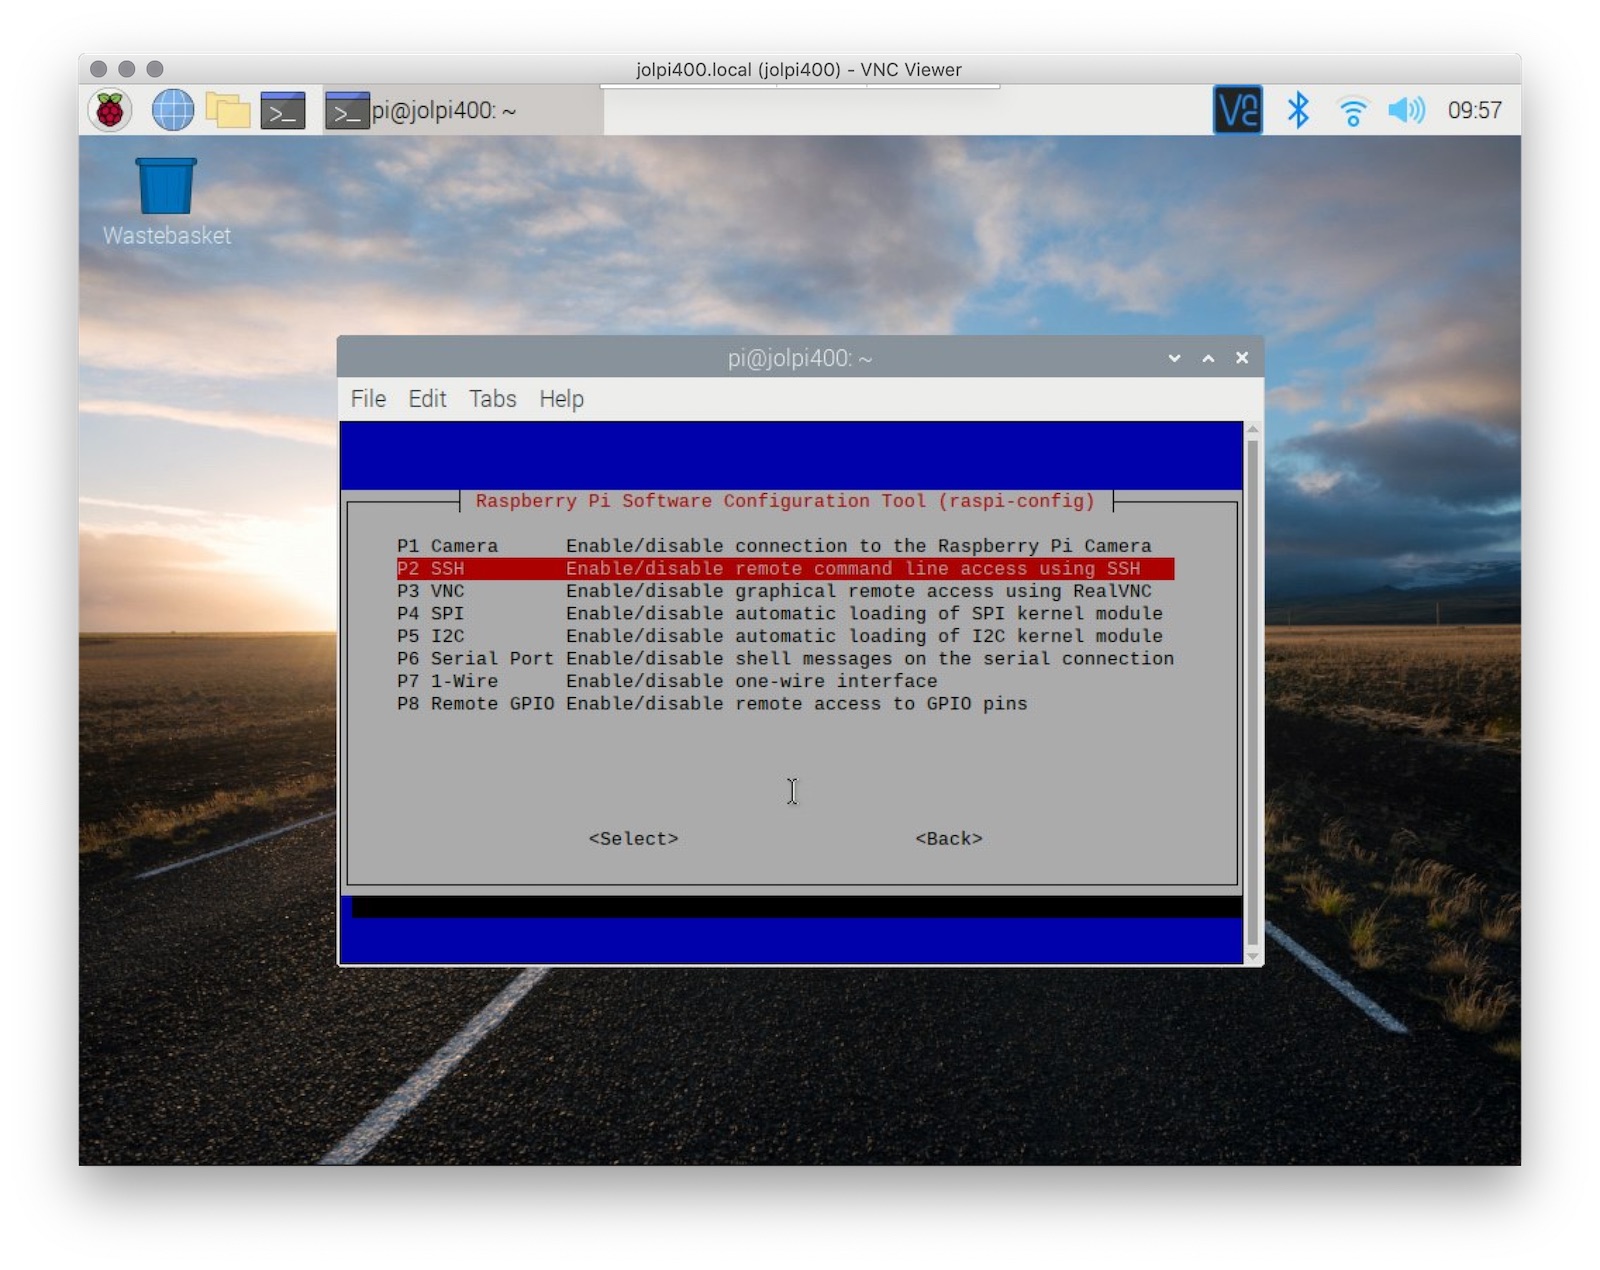 jolpi400.local (jolpi400) - VNC Viewer
pi@jolpi400: ~
09:57
Wastebasket
pi@jolpi400: ~
File Edit Tabs Help
Raspberry Pi Software Configuration Tool (raspi-config)
P1 Camera Enable/disable connection to the Raspberry Pi Camera
P2 SSH Enable/disable remote command line access using SSH
P3 VNC Enable/disable graphical remote access using RealVNC
P4 SPI Enable/disable automatic loading of SPI kernel module
P5 I2C Enable/disable automatic loading of I2C kernel module
P6 Serial Port Enable/disable shell messages on the serial connection
P7 1-Wire Enable/disable one-wire interface
P8 Remote GPIO Enable/disable remote access to GPIO pins
<Select> <Back>